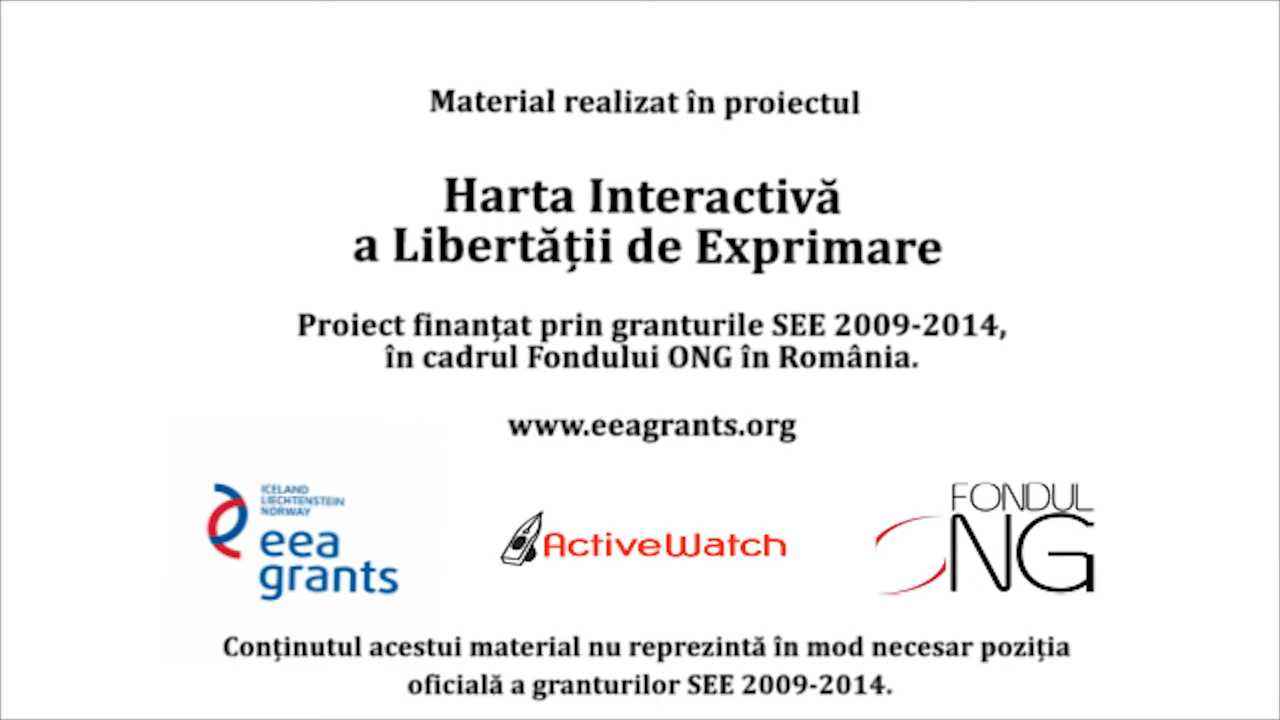 Material realizat în proiectul
Harta Interactivă
a Libertății de Exprimare
Proiect finanțat prin granturile SEE 2009-2014,
în cadrul Fondului ONG în România.
www.eeagrants.org
ICELAND
LIECHTENSTEIN
NORWAY
eea
grants
ActiveWatch
FONDUL
ONG
Conținutul acestui material nu reprezintă în mod necesar poziția
oficială a granturilor SEE 2009-2014.